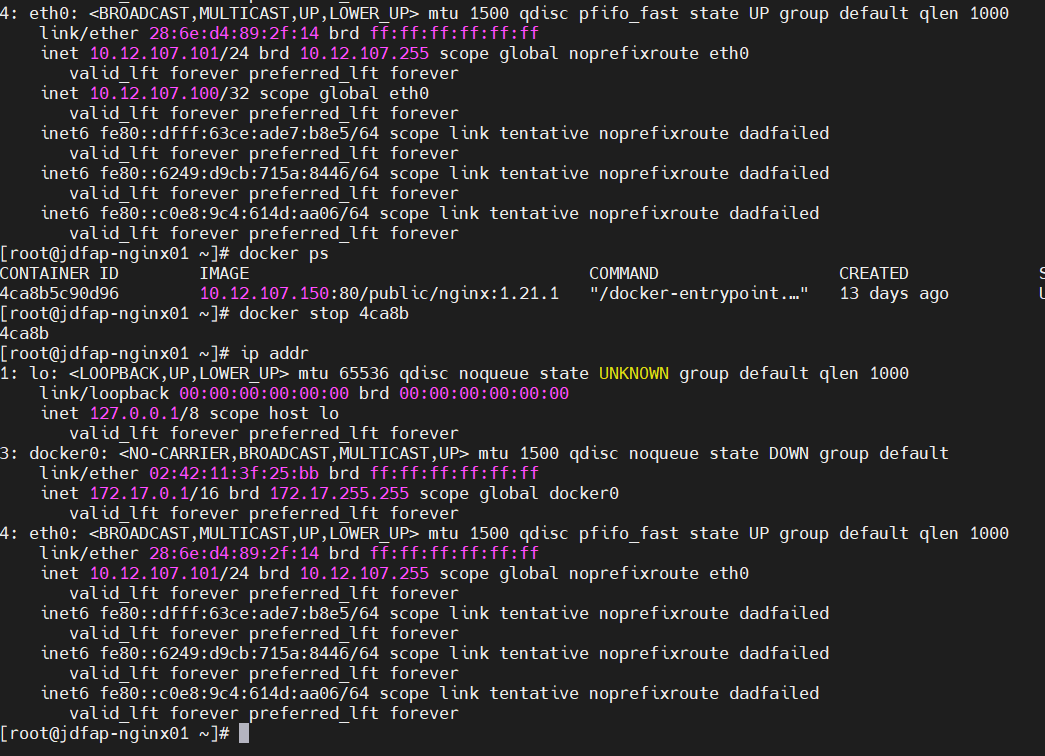 4: eth0: <BROADCAST,MULTICAST,UP,LOWER_UP> mtu 1500 qdisc pfifo_fast state UP group default qlen 1000
link/ether 28:6e:d4:89:2f:14 brd ff:ff:ff:ff:ff:ff
inet 10.12.107.101/24 brd 10.12.107.255 scope global noprefixroute eth0
valid_lft forever preferred_lft forever
inet 10.12.107.100/32 scope global eth0
valid_lft forever preferred_lft forever
inet6 fe80::dfff:63ce:ade7:b8e5/64 scope link tentative noprefixroute dadfailed
valid_lft forever preferred_lft forever
inet6 fe80::6249:d9cb:715a:8446/64 scope link tentative noprefixroute dadfailed
valid_lft forever preferred_lft forever
inet6 fe80::c0e8:9c4:614d:aa06/64 scope link tentative noprefixroute dadfailed
valid_lft forever preferred_lft forever
[root@jdfap-nginx01 ~]# docker ps
CONTAINER ID IMAGE COMMAND CREATED
4ca8b5c90d96 10.12.107.150:80/public/nginx:1.21.1 "/docker-entrypoint.…" 13 days ago
[root@jdfap-nginx01 ~]# docker stop 4ca8b
4ca8b
[root@jdfap-nginx01 ~]# ip addr
1: lo: <LOOPBACK,UP,LOWER_UP> mtu 65536 qdisc noqueue state UNKNOWN group default qlen 1000
link/loopback 00:00:00:00:00:00 brd 00:00:00:00:00:00
inet 127.0.0.1/8 scope host lo
valid_lft forever preferred_lft forever
3: docker0: <NO-CARRIER,BROADCAST,MULTICAST,UP> mtu 1500 qdisc noqueue state DOWN group default
link/ether 02:42:11:3f:25:bb brd ff:ff:ff:ff:ff:ff
inet 172.17.0.1/16 brd 172.17.255.255 scope global docker0
valid_lft forever preferred_lft forever
4: eth0: <BROADCAST,MULTICAST,UP,LOWER_UP> mtu 1500 qdisc pfifo_fast state UP group default qlen 1000
link/ether 28:6e:d4:89:2f:14 brd ff:ff:ff:ff:ff:ff
inet 10.12.107.101/24 brd 10.12.107.255 scope global noprefixroute eth0
valid_lft forever preferred_lft forever
inet6 fe80::dfff:63ce:ade7:b8e5/64 scope link tentative noprefixroute dadfailed
valid_lft forever preferred_lft forever
inet6 fe80::6249:d9cb:715a:8446/64 scope link tentative noprefixroute dadfailed
valid_lft forever preferred_lft forever
inet6 fe80::c0e8:9c4:614d:aa06/64 scope link tentative noprefixroute dadfailed
valid_lft forever preferred_lft forever
[root@jdfap-nginx01 ~]#